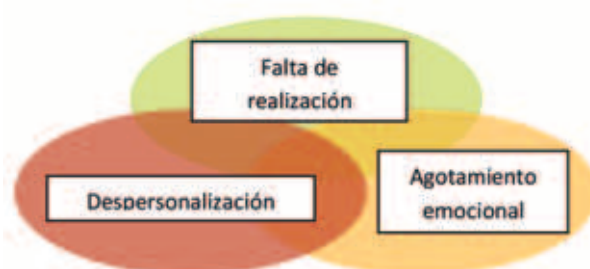 Falta de
realización
Despersonalización
Agotamiento
emocional